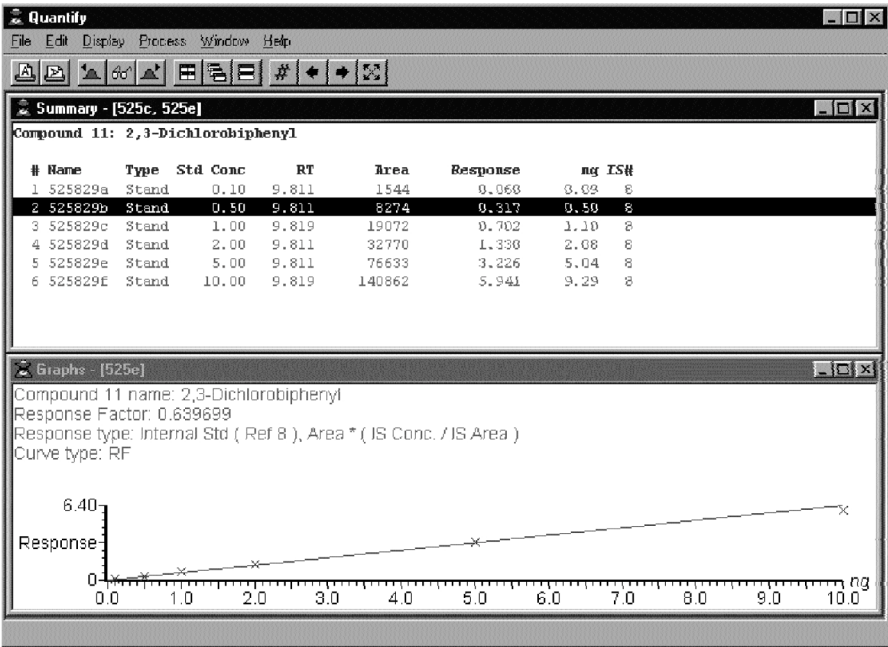 Quantify
File Edit Display Process Window Help
Summary - [525c, 525e]
Compound 11: 2,3-Dichlorobiphenyl
# Name Type Std Conc RT Area Response ng IS#
1 525829a Stand 0.10 9.811 1544 0.060 0.09 8
2 525829b Stand 0.50 9.811 8274 0.317 0.50 8
3 525829c Stand 1.00 9.819 19072 0.702 1.10 8
4 525829d Stand 2.00 9.811 32770 1.330 2.08 8
5 525829e Stand 5.00 9.811 76633 3.226 5.04 8
6 525829f Stand 10.00 9.819 140862 5.941 9.29 8
Graphs - [525e]
Compound 11 name: 2,3-Dichlorobiphenyl
Response Factor: 0.639699
Response type: Internal Std ( Ref 8 ), Area * ( IS Conc. / IS Area )
Curve type: RF
6.40
Response
0
ng
0.0 1.0 2.0 3.0 4.0 5.0 6.0 7.0 8.0 9.0 10.0